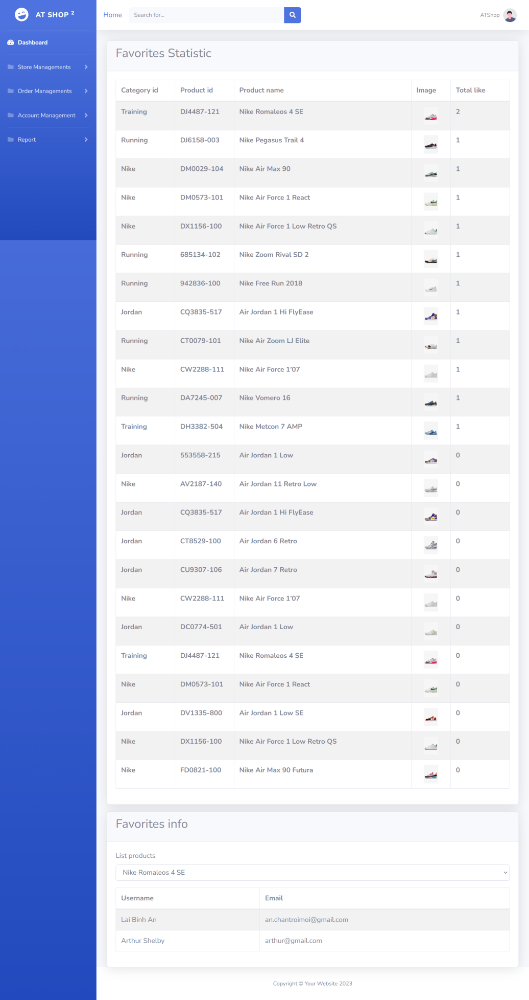 AT SHOP 2
Dashboard
Store Managements
Order Managements
Account Management
Report
Home
Search for...
ATShop
Favorites Statistic
Category id Product id Product name Image Total like
Training DJ4487-121 Nike Romaleos 4 SE 2
Running DJ6158-003 Nike Pegasus Trail 4 1
Nike DM0029-104 Nike Air Max 90 1
Nike DM0573-101 Nike Air Force 1 React 1
Nike DX1156-100 Nike Air Force 1 Low Retro QS 1
Running 685134-102 Nike Zoom Rival SD 2 1
Running 942836-100 Nike Free Run 2018 1
Jordan CQ3835-517 Air Jordan 1 Hi FlyEase 1
Running CT0079-101 Nike Air Zoom LJ Elite 1
Nike CW2288-111 Nike Air Force 1’07 1
Running DA7245-007 Nike Vomero 16 1
Training DH3382-504 Nike Metcon 7 AMP 1
Jordan 553558-215 Air Jordan 1 Low 0
Nike AV2187-140 Air Jordan 11 Retro Low 0
Jordan CQ3835-517 Air Jordan 1 Hi FlyEase 0
Jordan CT8529-100 Air Jordan 6 Retro 0
Jordan CU9307-106 Air Jordan 7 Retro 0
Nike CW2288-111 Nike Air Force 1’07 0
Jordan DC0774-501 Air Jordan 1 Low 0
Training DJ4487-121 Nike Romaleos 4 SE 0
Nike DM0573-101 Nike Air Force 1 React 0
Jordan DV1335-800 Air Jordan 1 Low SE 0
Nike DX1156-100 Nike Air Force 1 Low Retro QS 0
Nike FD0821-100 Nike Air Max 90 Futura 0
Favorites info
List products
Nike Romaleos 4 SE
Username Email
Lai Binh An an.chantroimoi@gmail.com
Arthur Shelby arthur@gmail.com
Copyright © Your Website 2023